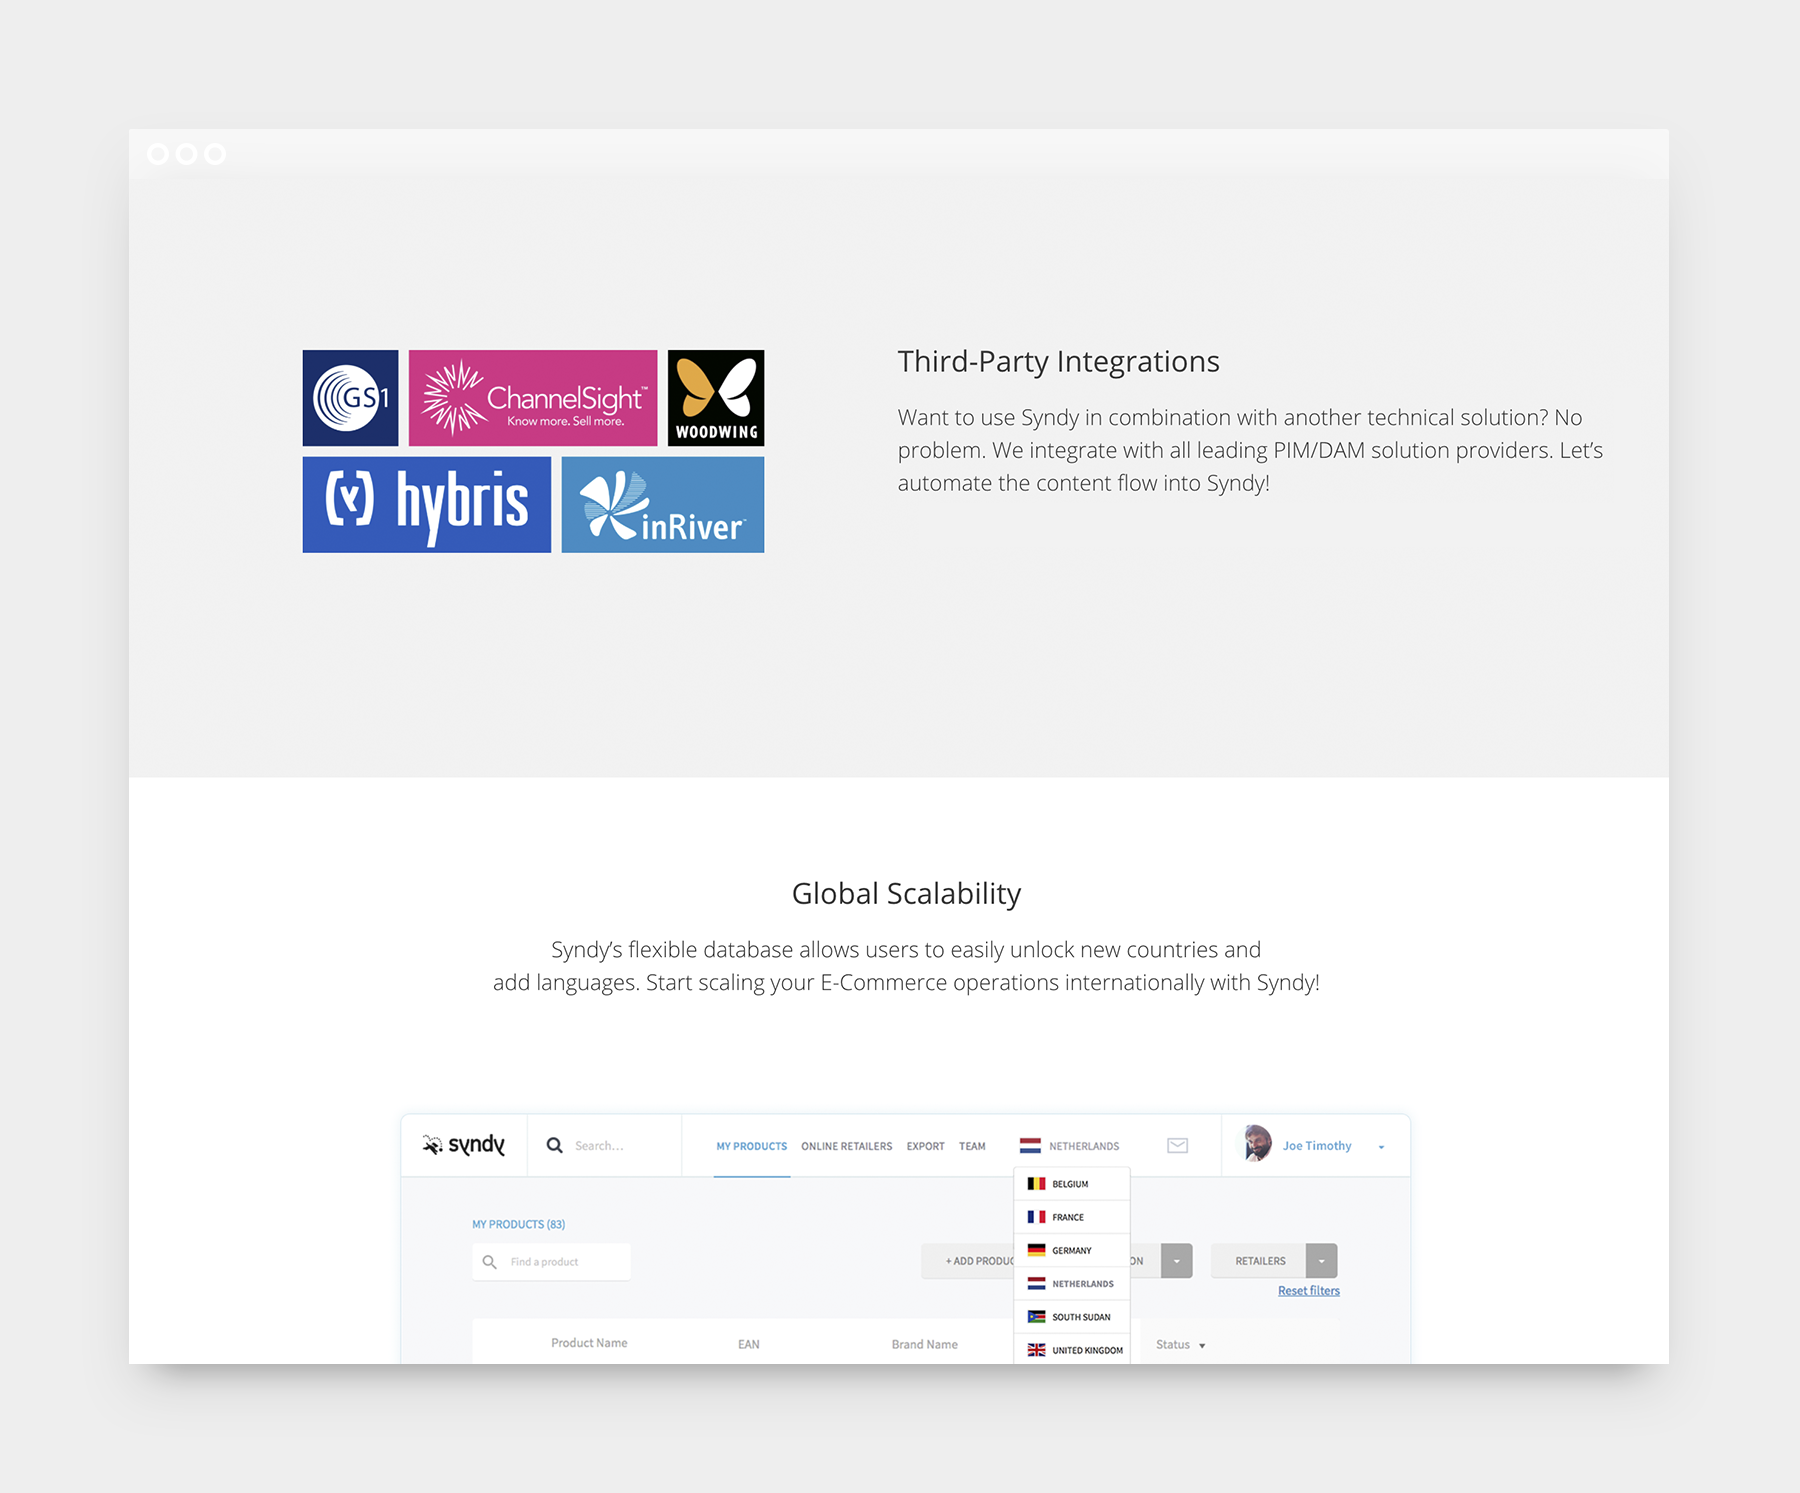 GS1
ChannelSight™
Know more. Sell more.
WOODWING
hybris
inRiver™
Third-Party Integrations
Want to use Syndy in combination with another technical solution? No
problem. We integrate with all leading PIM/DAM solution providers. Let’s
automate the content flow into Syndy!
Global Scalability
Syndy’s flexible database allows users to easily unlock new countries and
add languages. Start scaling your E-Commerce operations internationally with Syndy!
syndy
Search...
MY PRODUCTS
ONLINE RETAILERS
EXPORT
TEAM
NETHERLANDS
Joe Timothy
BELGIUM
FRANCE
GERMANY
NETHERLANDS
SOUTH SUDAN
UNITED KINGDOM
MY PRODUCTS (83)
Find a product
+ ADD PRODUC
ON
RETAILERS
Reset filters
Product Name
EAN
Brand Name
Status